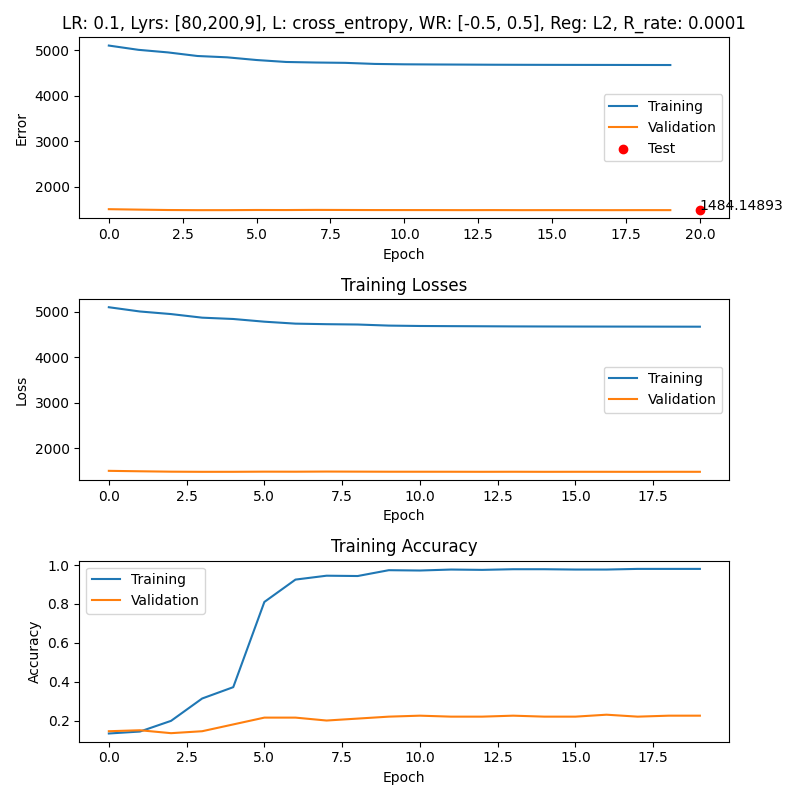 LR: 0.1, Lyrs: [80,200,9], L: cross_entropy, WR: [-0.5, 0.5], Reg: L2, R_rate: 0.0001
5000
4000
3000
2000
Error
Training
Validation
Test
1484.14893
0.0 2.5 5.0 7.5 10.0 12.5 15.0 17.5 20.0
Epoch
Training Losses
5000
4000
3000
2000
Loss
Training
Validation
0.0 2.5 5.0 7.5 10.0 12.5 15.0 17.5
Epoch
Training Accuracy
1.0
0.8
0.6
0.4
0.2
Accuracy
Training
Validation
0.0 2.5 5.0 7.5 10.0 12.5 15.0 17.5
Epoch